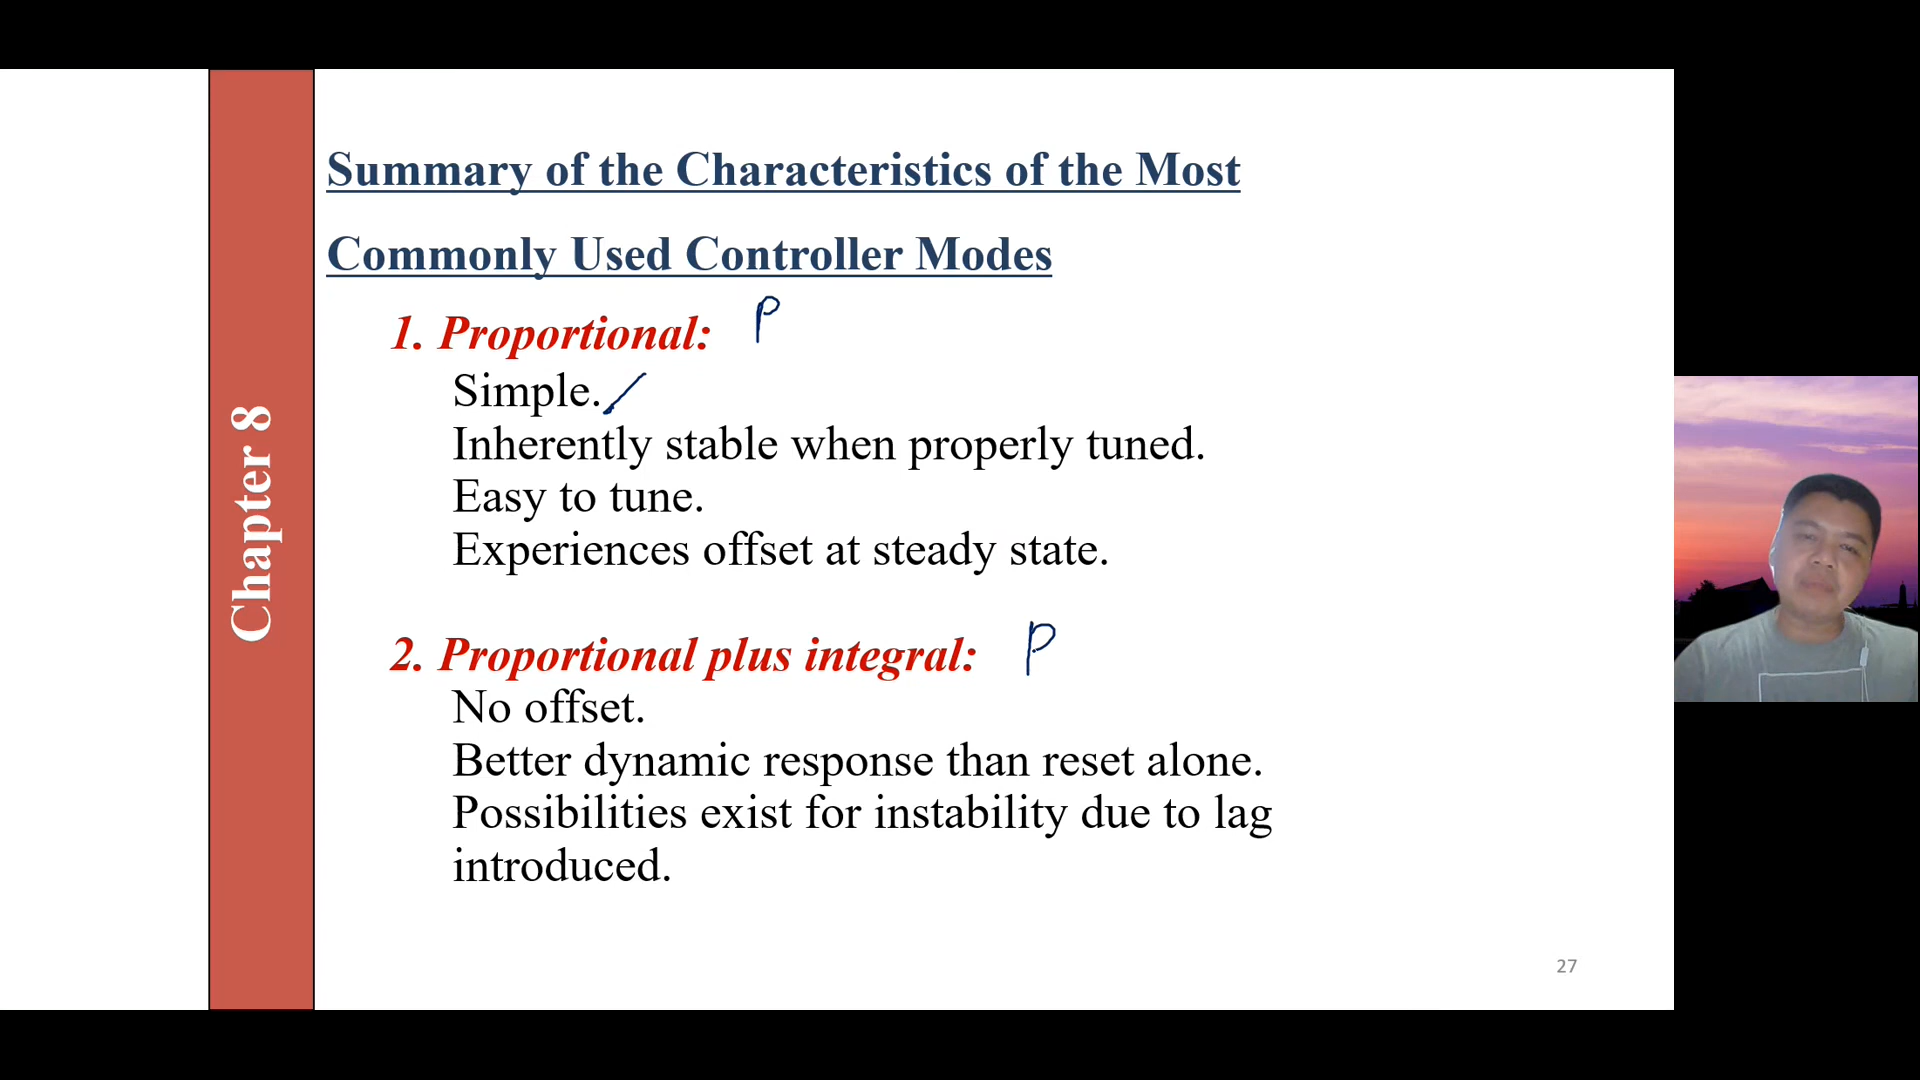 Chapter 8
Summary of the Characteristics of the Most
Commonly Used Controller Modes
1. Proportional: P
Simple.
Inherently stable when properly tuned.
Easy to tune.
Experiences offset at steady state.
2. Proportional plus integral: P
No offset.
Better dynamic response than reset alone.
Possibilities exist for instability due to lag
introduced.
27